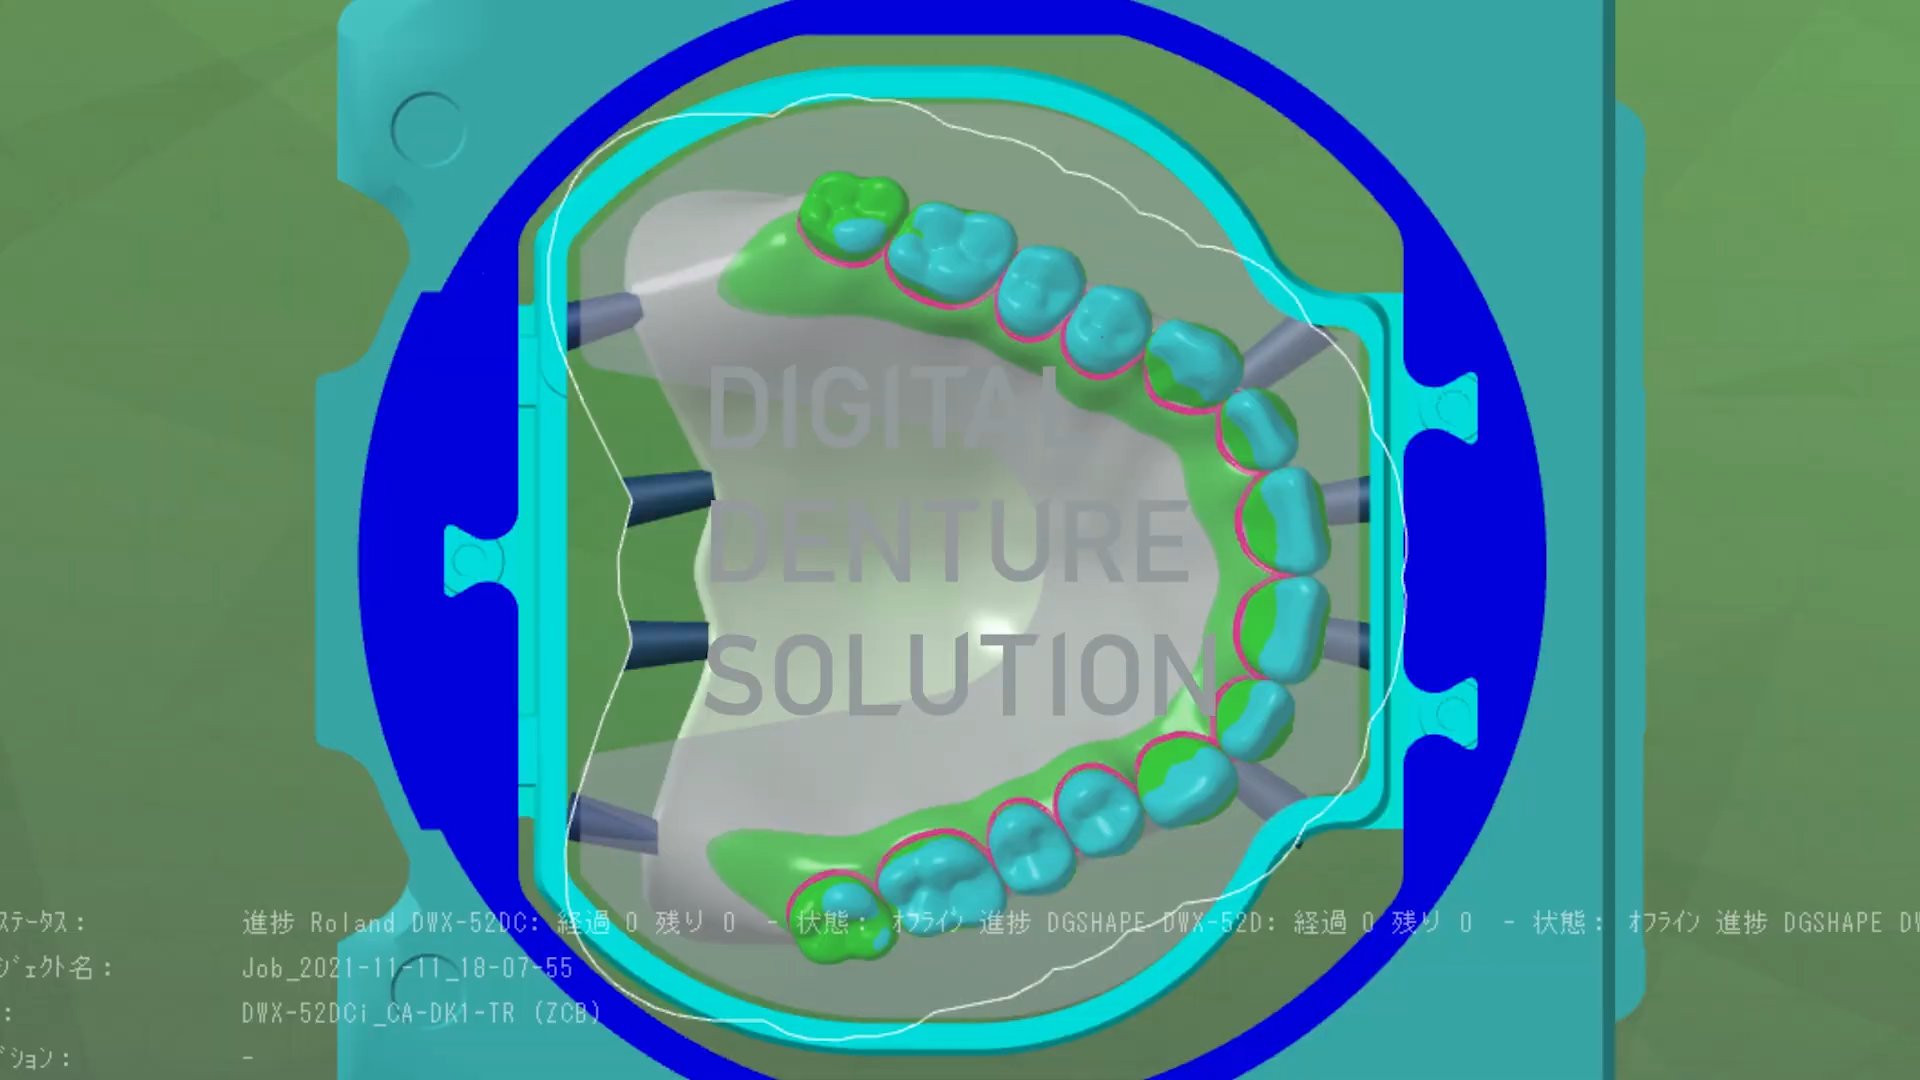 DIGITAL
DENTURE
SOLUTION
ステータス： 進捗 Roland DWX-52DC: 経過 0 残り 0 - 状態： オフライン 進捗 DGSHAPE DWX-52D: 経過 0 残り 0 - 状態： オフライン 進捗 DGSHAPE DW
ジェクト名： Job_2021-11-11_18-07-55
： DWX-52DCi_CA-DK1-TR (ZCB)
ション： -